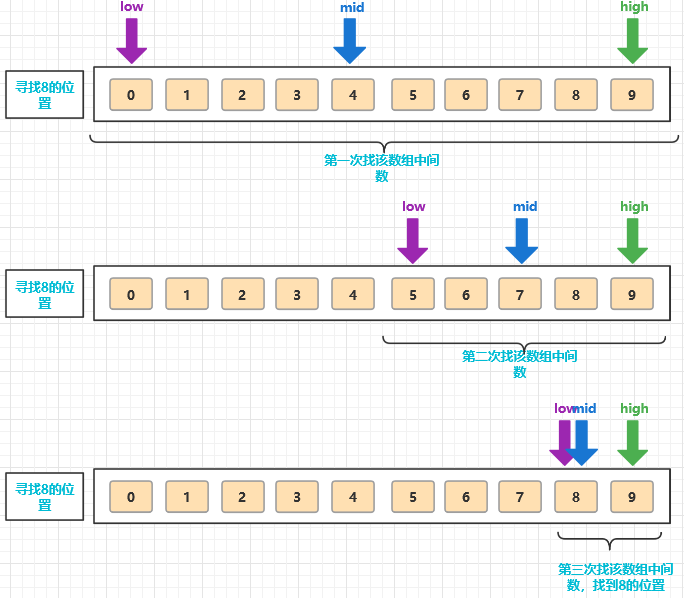 low mid high
寻找8的位
置
0 1 2 3 4 5 6 7 8 9
第一次找该数组中间
数
low mid high
寻找8的位
置
0 1 2 3 4 5 6 7 8 9
第二次找该数组中间
数
low mid high
寻找8的位
置
0 1 2 3 4 5 6 7 8 9
第三次找该数组中间
数，找到8的位置